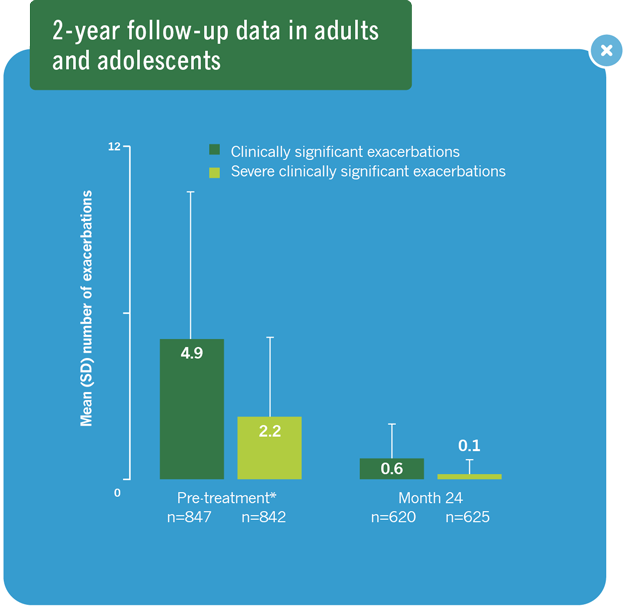 2-year follow-up data in adults
and adolescents
12
Clinically significant exacerbations
Severe clinically significant exacerbations
Mean (SD) number of exacerbations
4.9
2.2
0.6
0.1
0
Pre-treatment*
Month 24
n=847
n=842
n=620
n=625